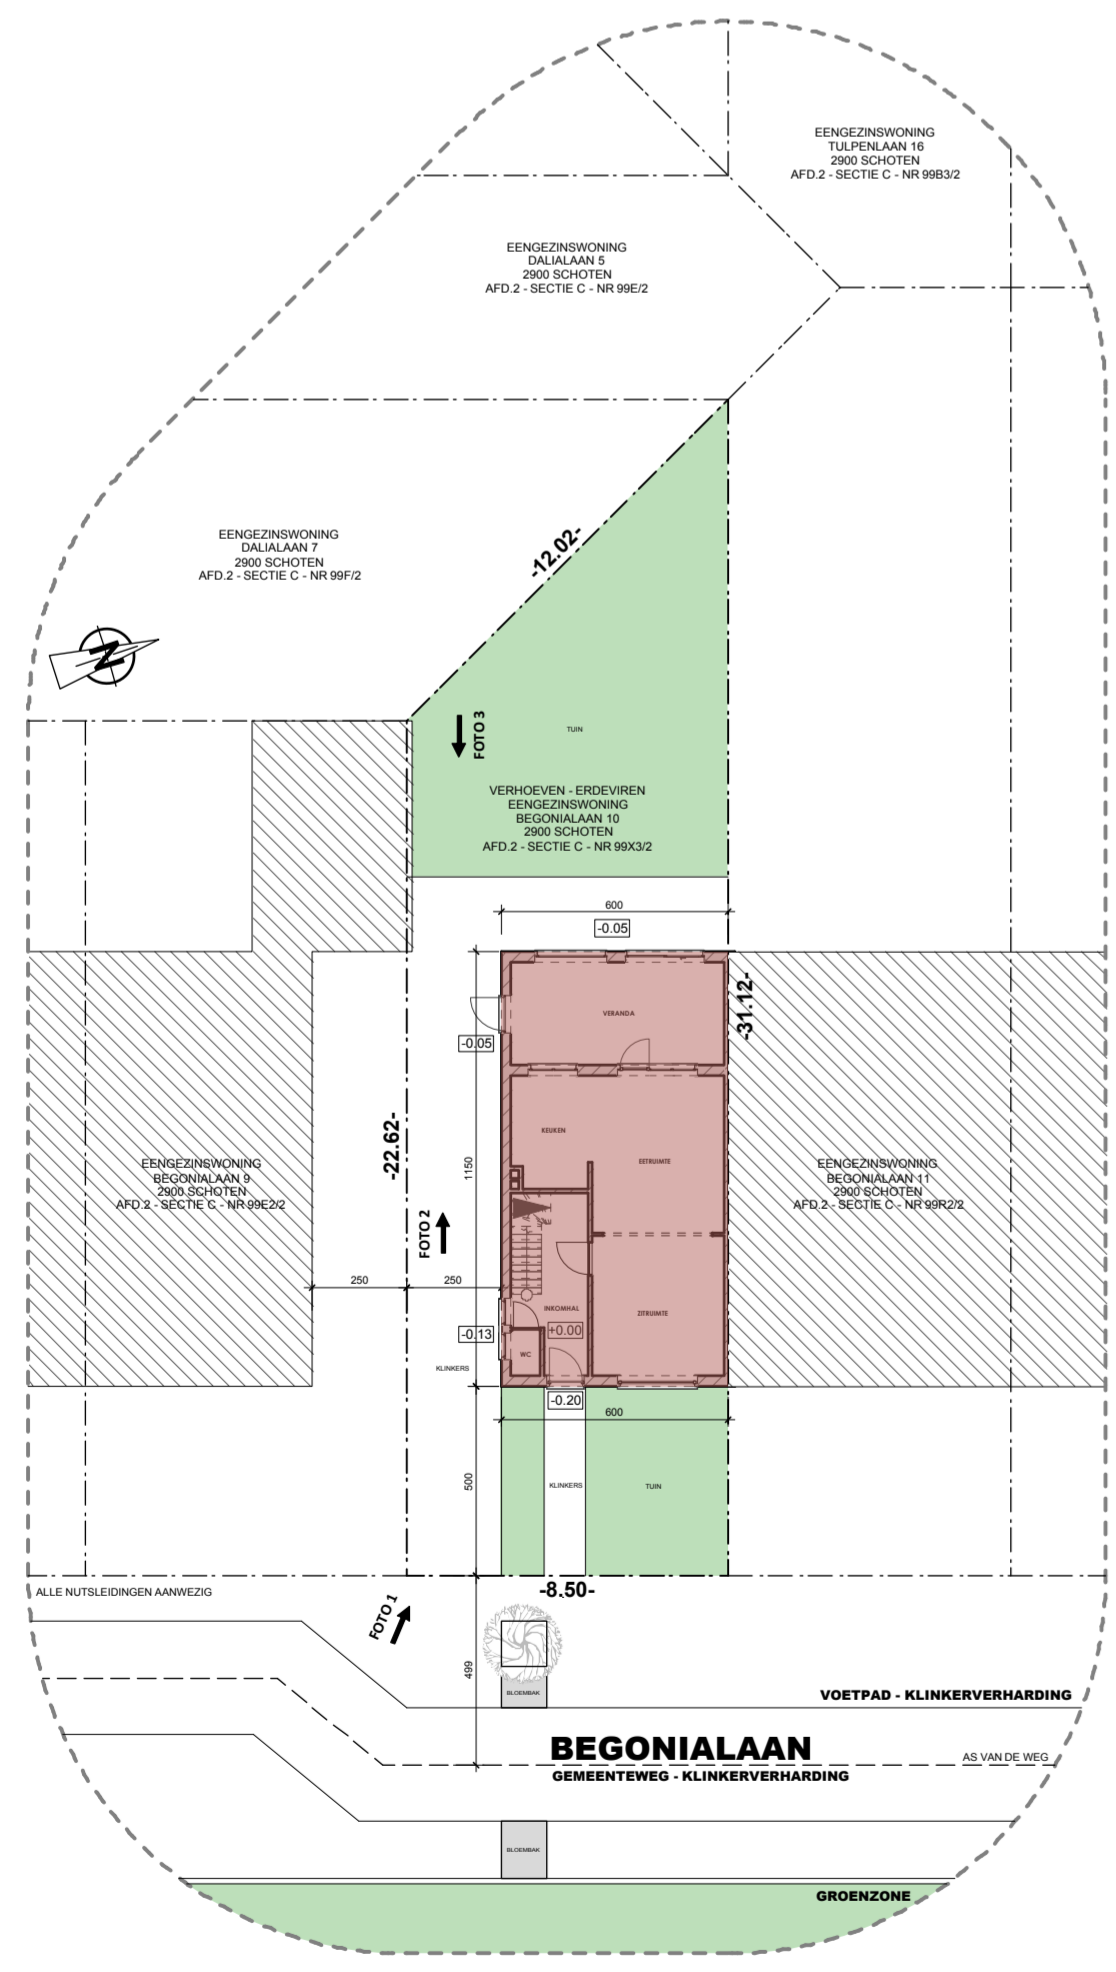 EENGEZINSWONING
TULPENLAAN 16
2900 SCHOTEN
AFD.2 - SECTIE C - NR 99B3/2
EENGEZINSWONING
DALIALAAN 5
2900 SCHOTEN
AFD.2 - SECTIE C - NR 99E/2
-12.02-
EENGEZINSWONING
DALIALAAN 7
2900 SCHOTEN
AFD.2 - SECTIE C - NR 99F/2
N
FOTO 3
TUIN
VERHOEVEN - ERDEVIREN
EENGEZINSWONING
BEGONIALAAN 10
2900 SCHOTEN
AFD.2 - SECTIE C - NR 99X3/2
600
-0.05
-31.12-
VERANDA
-0.05
-22.62-
KEUKEN
1150
EETRUIMTE
EENGEZINSWONING
BEGONIALAAN 9
2900 SCHOTEN
AFD.2 - SECTIE C - NR 99E2/2
EENGEZINSWONING
BEGONIALAAN 11
2900 SCHOTEN
AFD.2 - SECTIE C - NR 99R2/2
FOTO 2
250
250
INKOMHAL
ZITRUIMTE
-0.13
+0.00
WC
KLINKERS
-0.20
600
500
KLINKERS
TUIN
ALLE NUTSLEIDINGEN AANWEZIG
-8.50-
FOTO 1
499
BLOEMBAK
VOETPAD - KLINKERVERHARDING
BEGONIALAAN
AS VAN DE WEG
GEMEENTEWEG - KLINKERVERHARDING
BLOEMBAK
GROENZONE